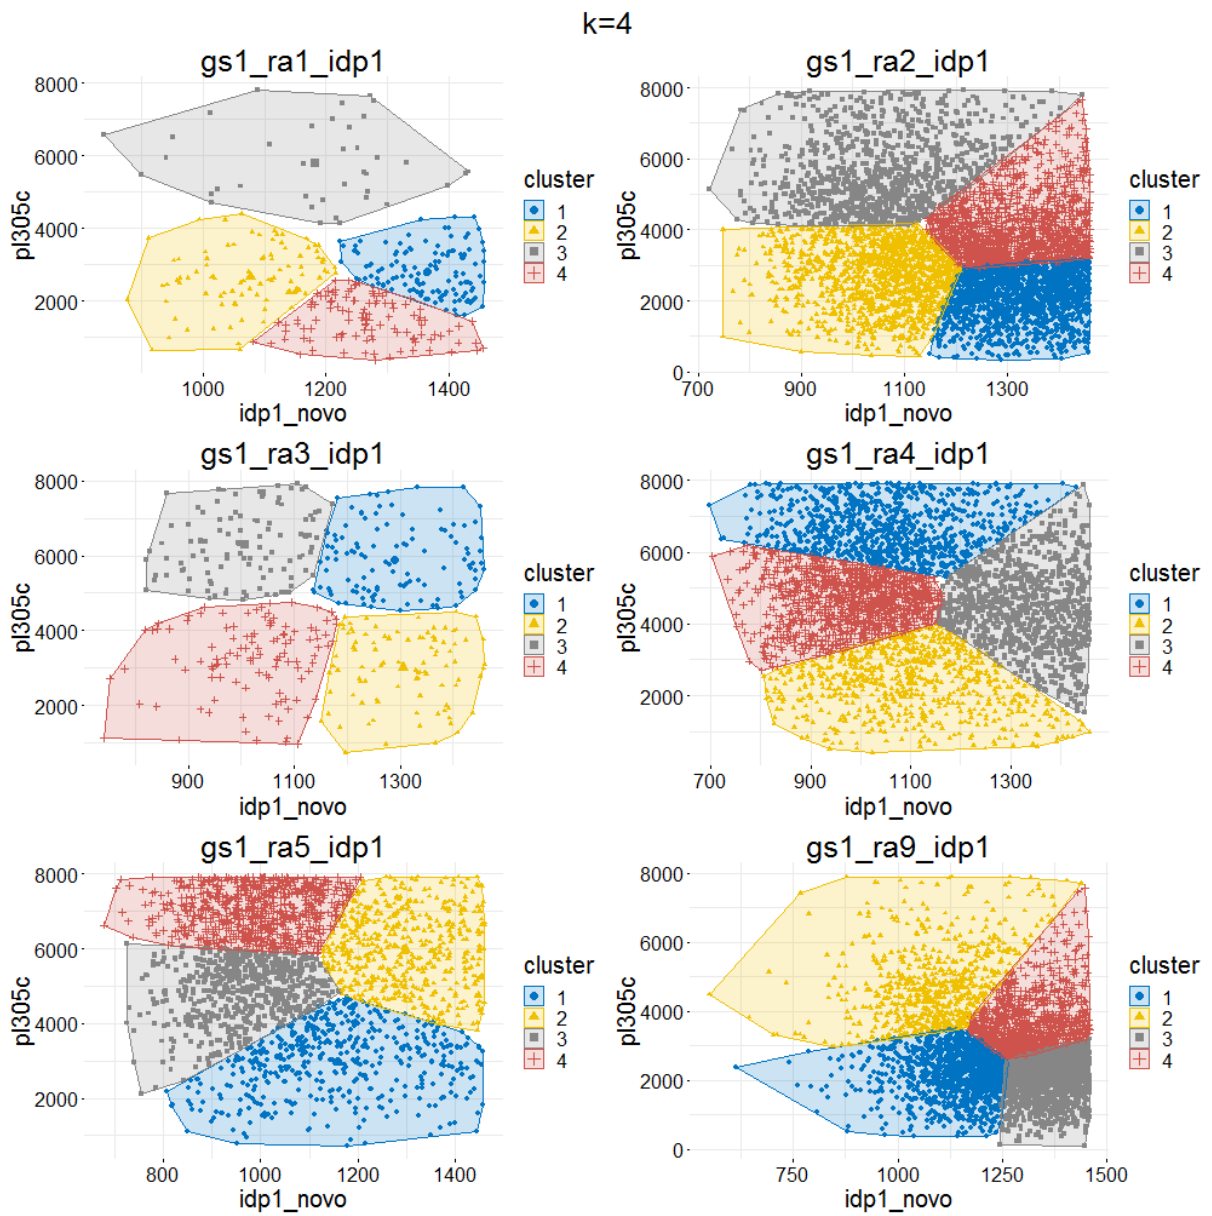 k=4
gs1_ra1_idp1
8000
6000
4000
2000
pl305c
1000 1200 1400
idp1_novo
cluster
1
2
3
4
gs1_ra2_idp1
8000
6000
4000
2000
0
pl305c
700 900 1100 1300
idp1_novo
cluster
1
2
3
4
gs1_ra3_idp1
8000
6000
4000
2000
pl305c
900 1100 1300
idp1_novo
cluster
1
2
3
4
gs1_ra4_idp1
8000
6000
4000
2000
pl305c
700 900 1100 1300
idp1_novo
cluster
1
2
3
4
gs1_ra5_idp1
8000
6000
4000
2000
pl305c
800 1000 1200 1400
idp1_novo
cluster
1
2
3
4
gs1_ra9_idp1
8000
6000
4000
2000
0
pl305c
750 1000 1250 1500
idp1_novo
cluster
1
2
3
4